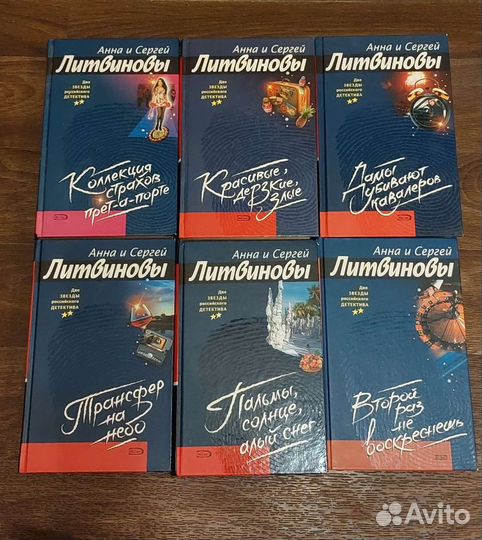 Анна и Сергей
Литвиновы
Две
ЗВЕЗДЫ
российского
ДЕТЕКТИВА
Коллекция
страхов
прет-а-порте
Анна и Сергей
Литвиновы
Две
ЗВЕЗДЫ
российского
ДЕТЕКТИВА
Красивые,
дерзкие,
злые
Анна и Сергей
Литвиновы
Две
ЗВЕЗДЫ
российского
ДЕТЕКТИВА
Дамы
убивают
кавалеров
Анна и Сергей
Литвиновы
Две
ЗВЕЗДЫ
российского
ДЕТЕКТИВА
Трансфер
на
небо
Анна и Сергей
Литвиновы
Две
ЗВЕЗДЫ
российского
ДЕТЕКТИВА
Пальмы,
солнце,
алый снег
Анна и Сергей
Литвиновы
Две
ЗВЕЗДЫ
российского
ДЕТЕКТИВА
Второй
раз
не
воскреснешь
Avito